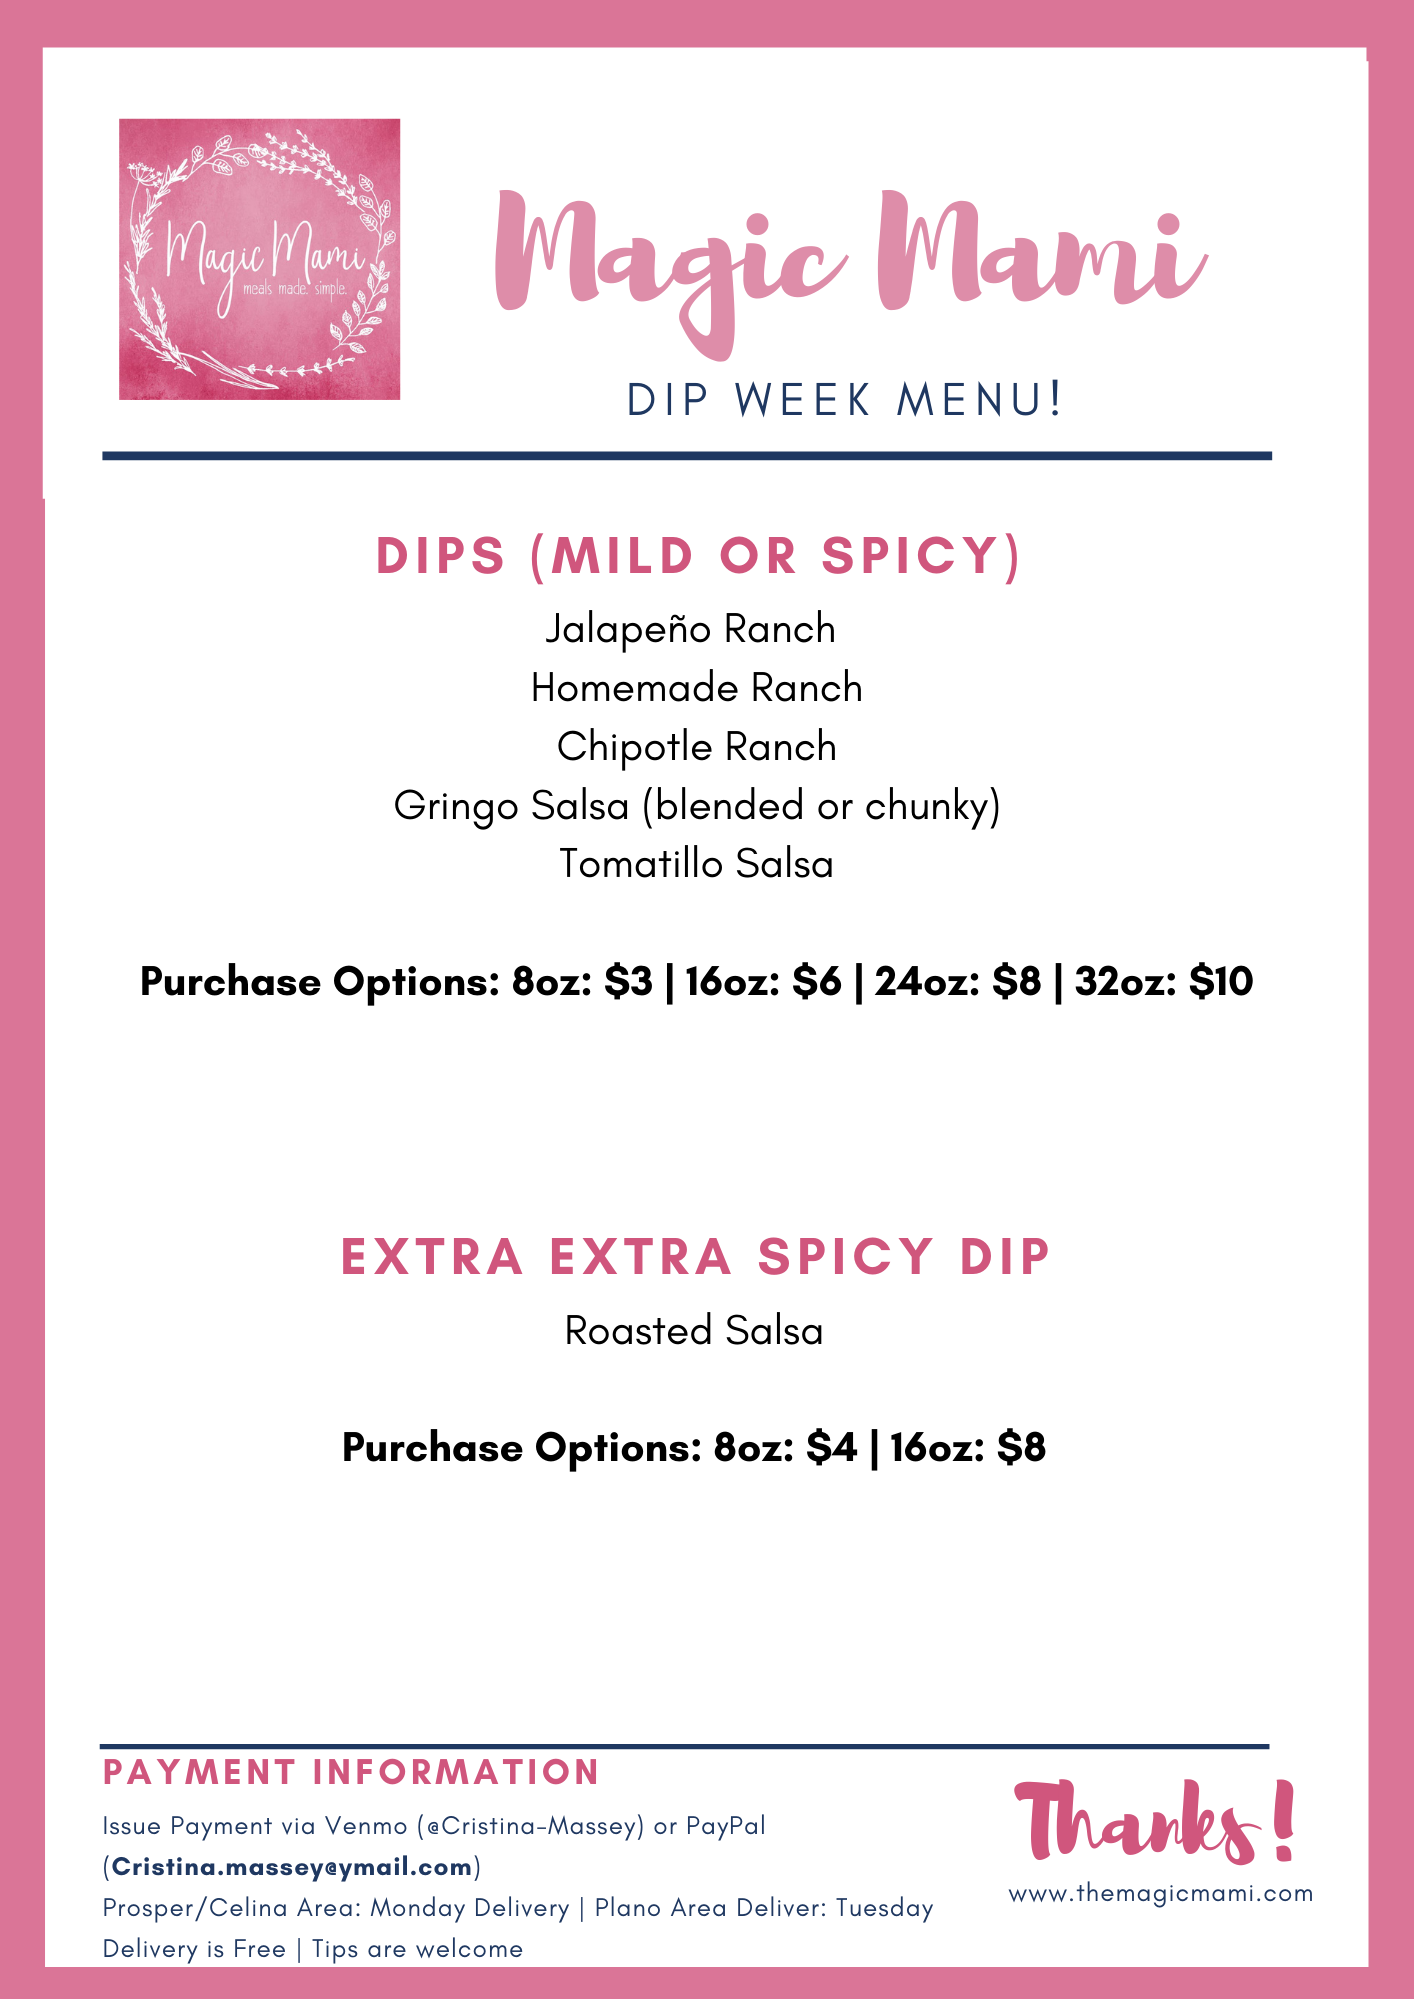 Magic Mami
meals made. simple.
Magic Mami
DIP WEEK MENU!
DIPS (MILD OR SPICY)
Jalapeño Ranch
Homemade Ranch
Chipotle Ranch
Gringo Salsa (blended or chunky)
Tomatillo Salsa
Purchase Options: 8oz: $3 | 16oz: $6 | 24oz: $8 | 32oz: $10
EXTRA EXTRA SPICY DIP
Roasted Salsa
Purchase Options: 8oz: $4 | 16oz: $8
PAYMENT INFORMATION
Issue Payment via Venmo (@Cristina-Massey) or PayPal
(Cristina.massey@ymail.com)
Prosper/Celina Area: Monday Delivery | Plano Area Deliver: Tuesday
Delivery is Free | Tips are welcome
Thanks!
www.themagicmami.com